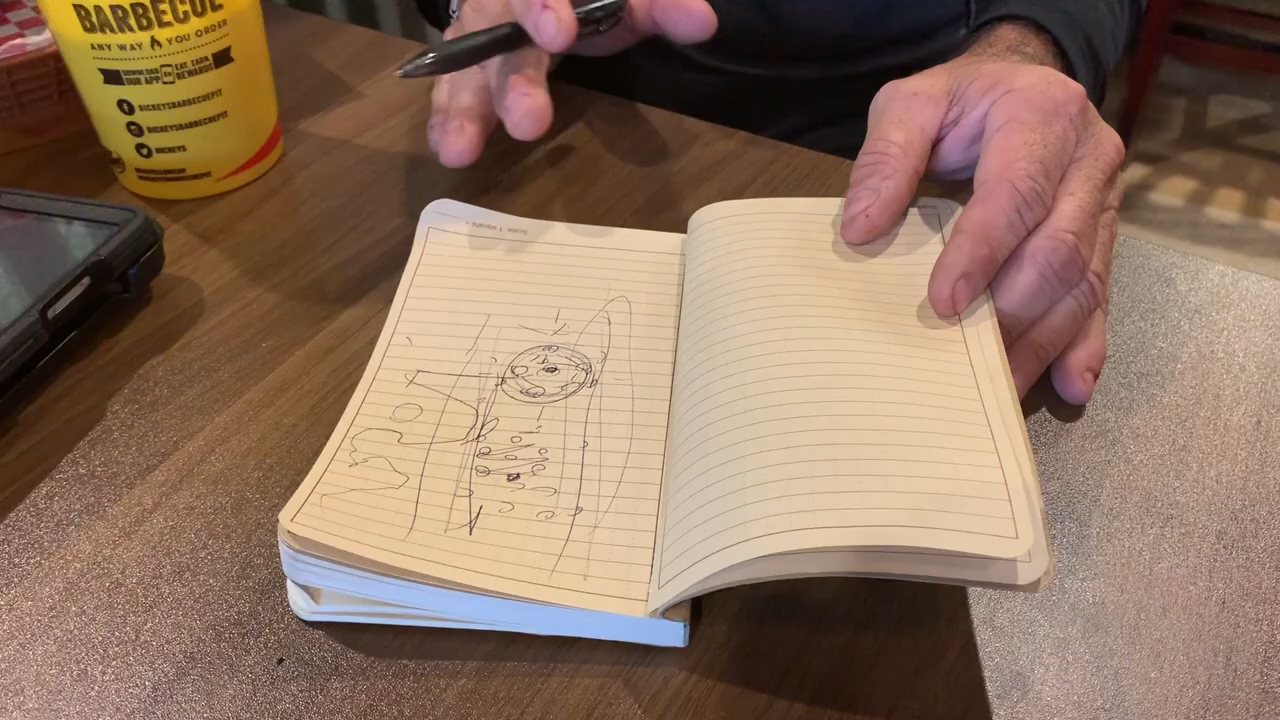 BARBECUE
ANY WAY YOU ORDER
DOWNLOAD OUR APP
EAT. EARN REWARDS!
DICKEYSBARBECUEPIT
DICKEYSBARBECUEPIT
DICKEYS